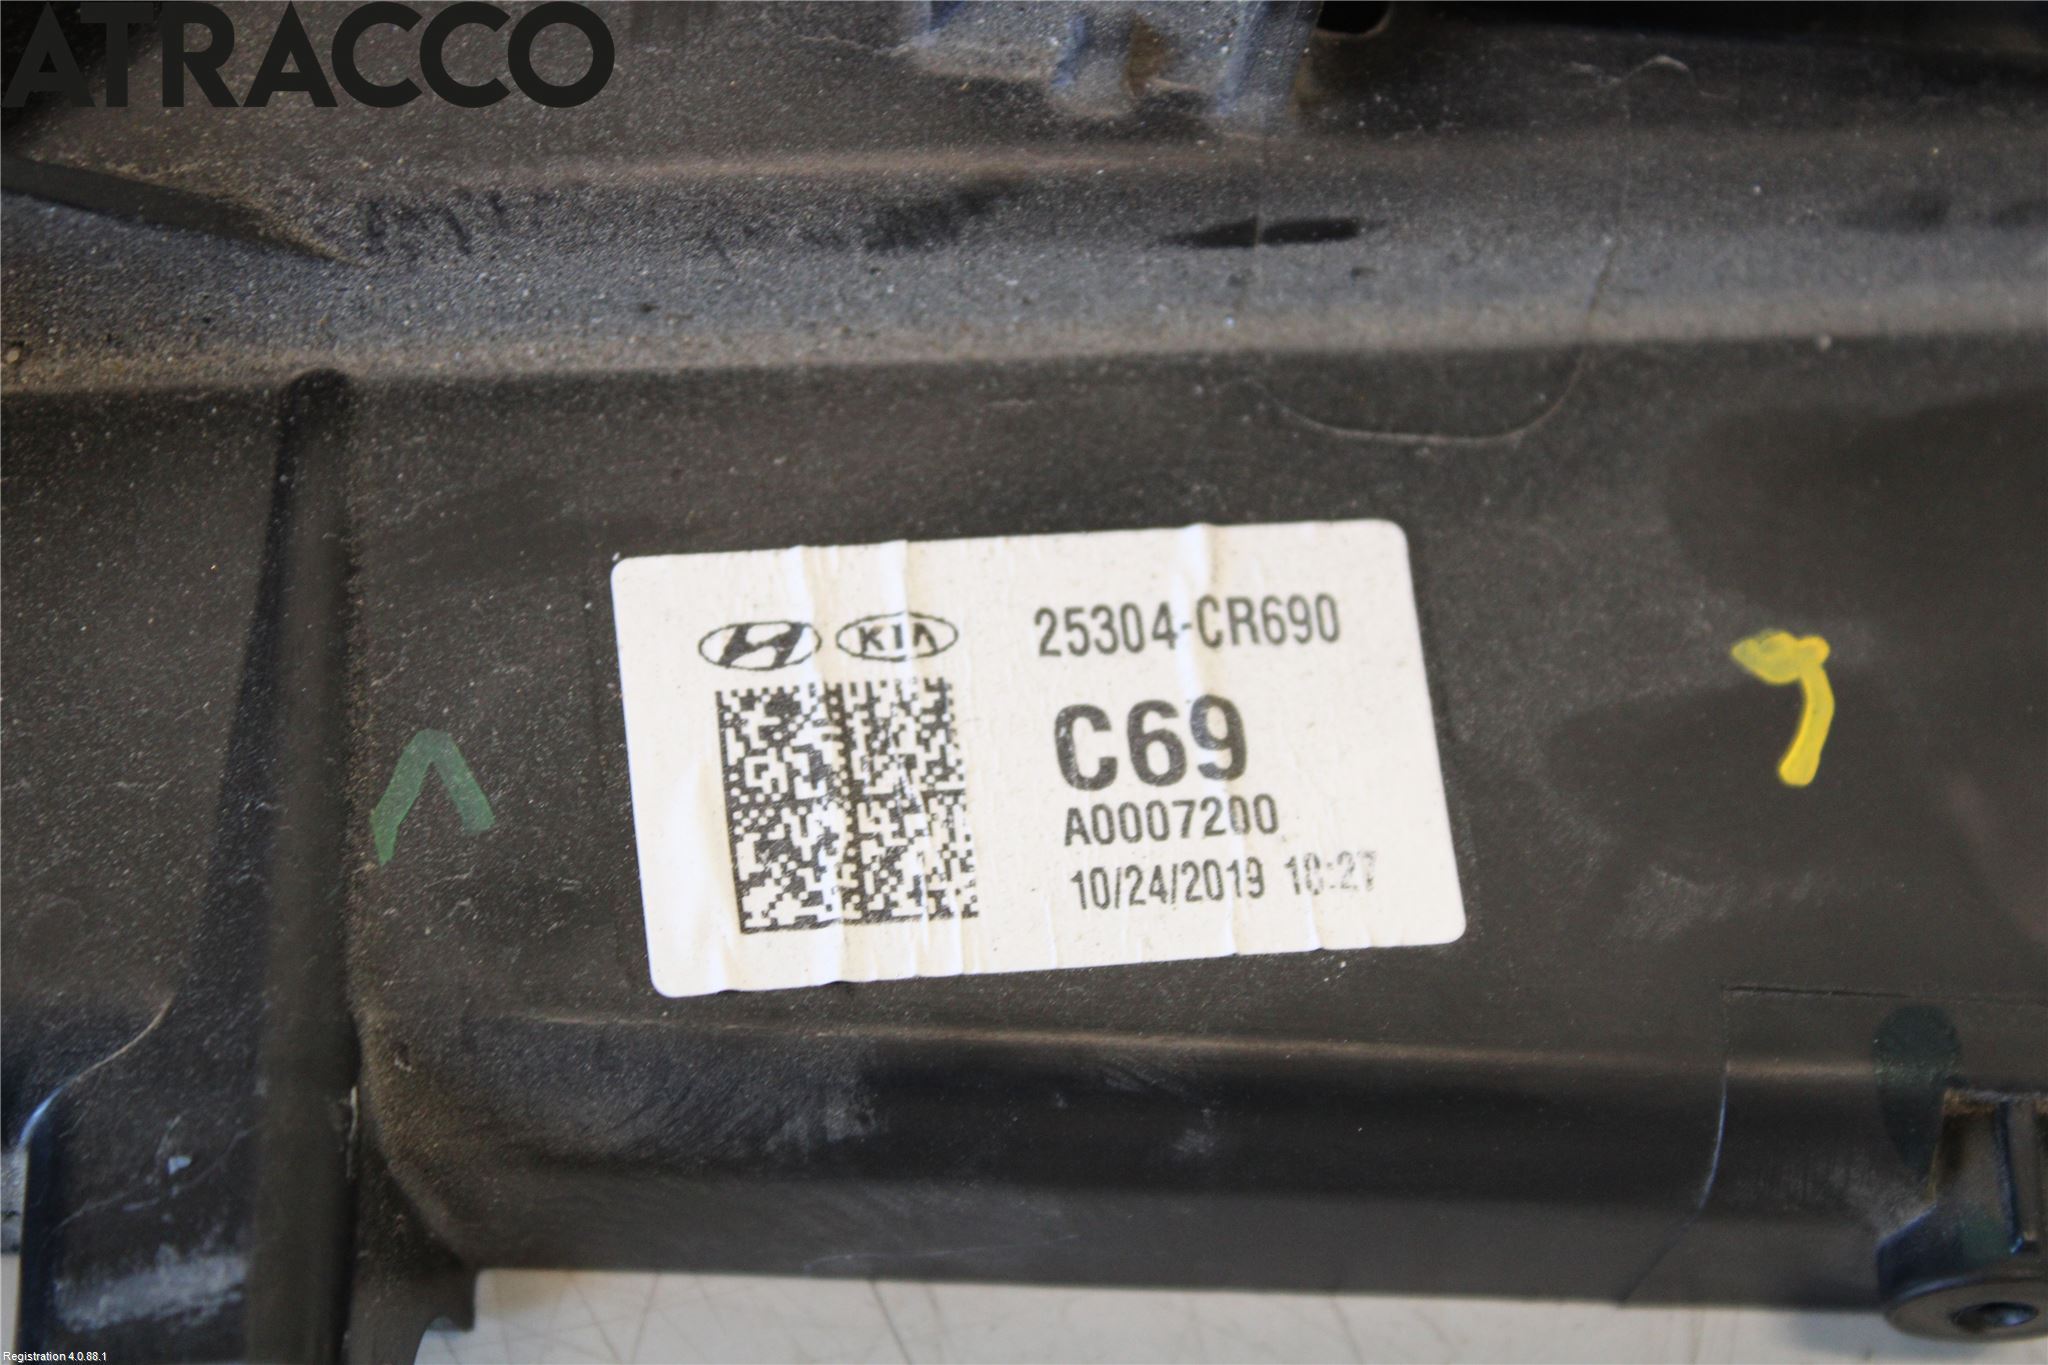 ATRACCO
KIA
25304-CR690
C69
A0007200
10/24/2019 10:27
Registration 4.0.88.1